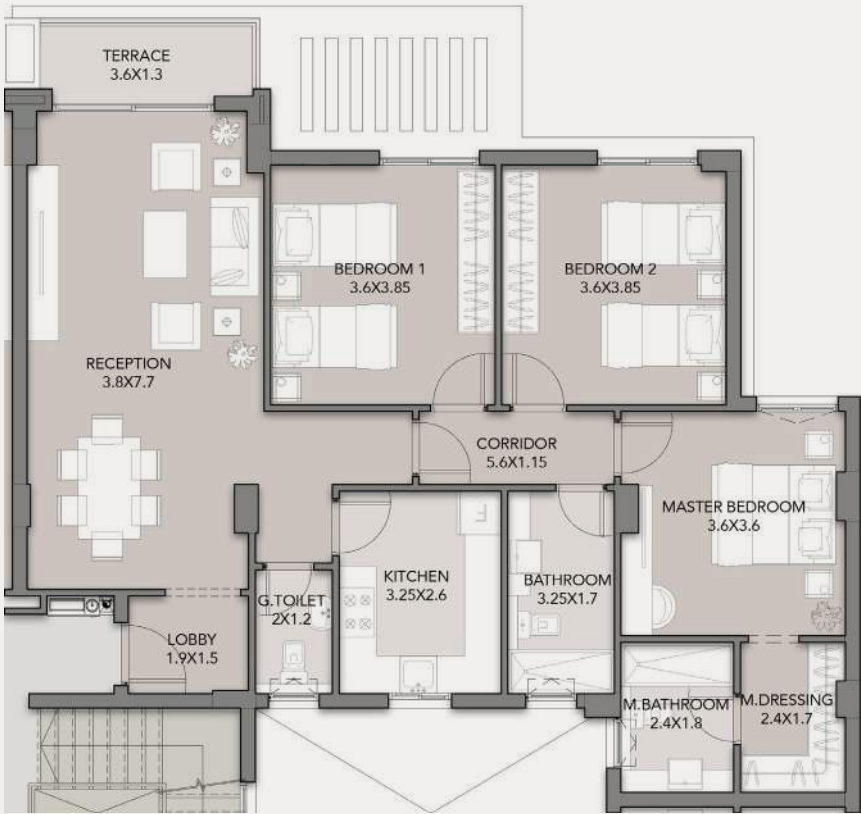 TERRACE
3.6X1.3
BEDROOM 1
3.6X3.85
BEDROOM 2
3.6X3.85
RECEPTION
3.8X7.7
CORRIDOR
5.6X1.15
MASTER BEDROOM
3.6X3.6
KITCHEN
3.25X2.6
BATHROOM
3.25X1.7
G.TOILET
2X1.2
LOBBY
1.9X1.5
M.BATHROOM
2.4X1.8
M.DRESSING
2.4X1.7